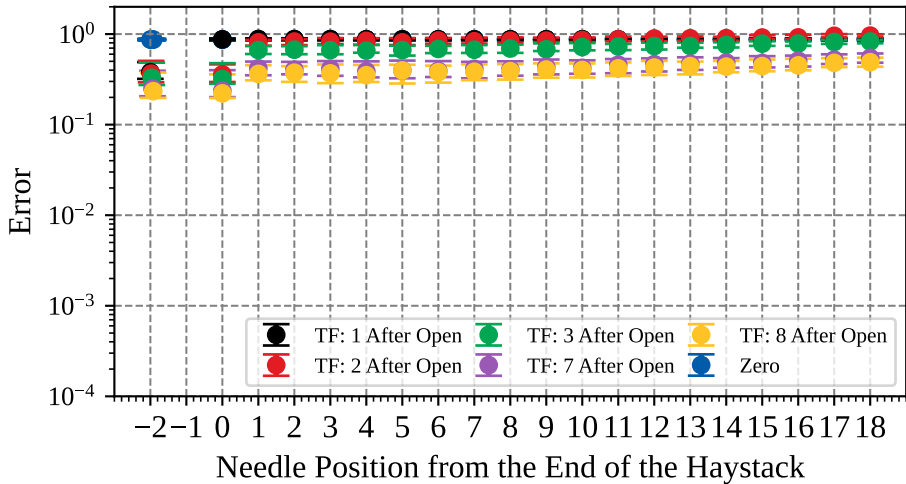 10⁰
10⁻¹
10⁻²
10⁻³
10⁻⁴
Error
TF: 1 After Open TF: 3 After Open TF: 8 After Open
TF: 2 After Open TF: 7 After Open Zero
−2 −1 0 1 2 3 4 5 6 7 8 9 10 11 12 13 14 15 16 17 18
Needle Position from the End of the Haystack